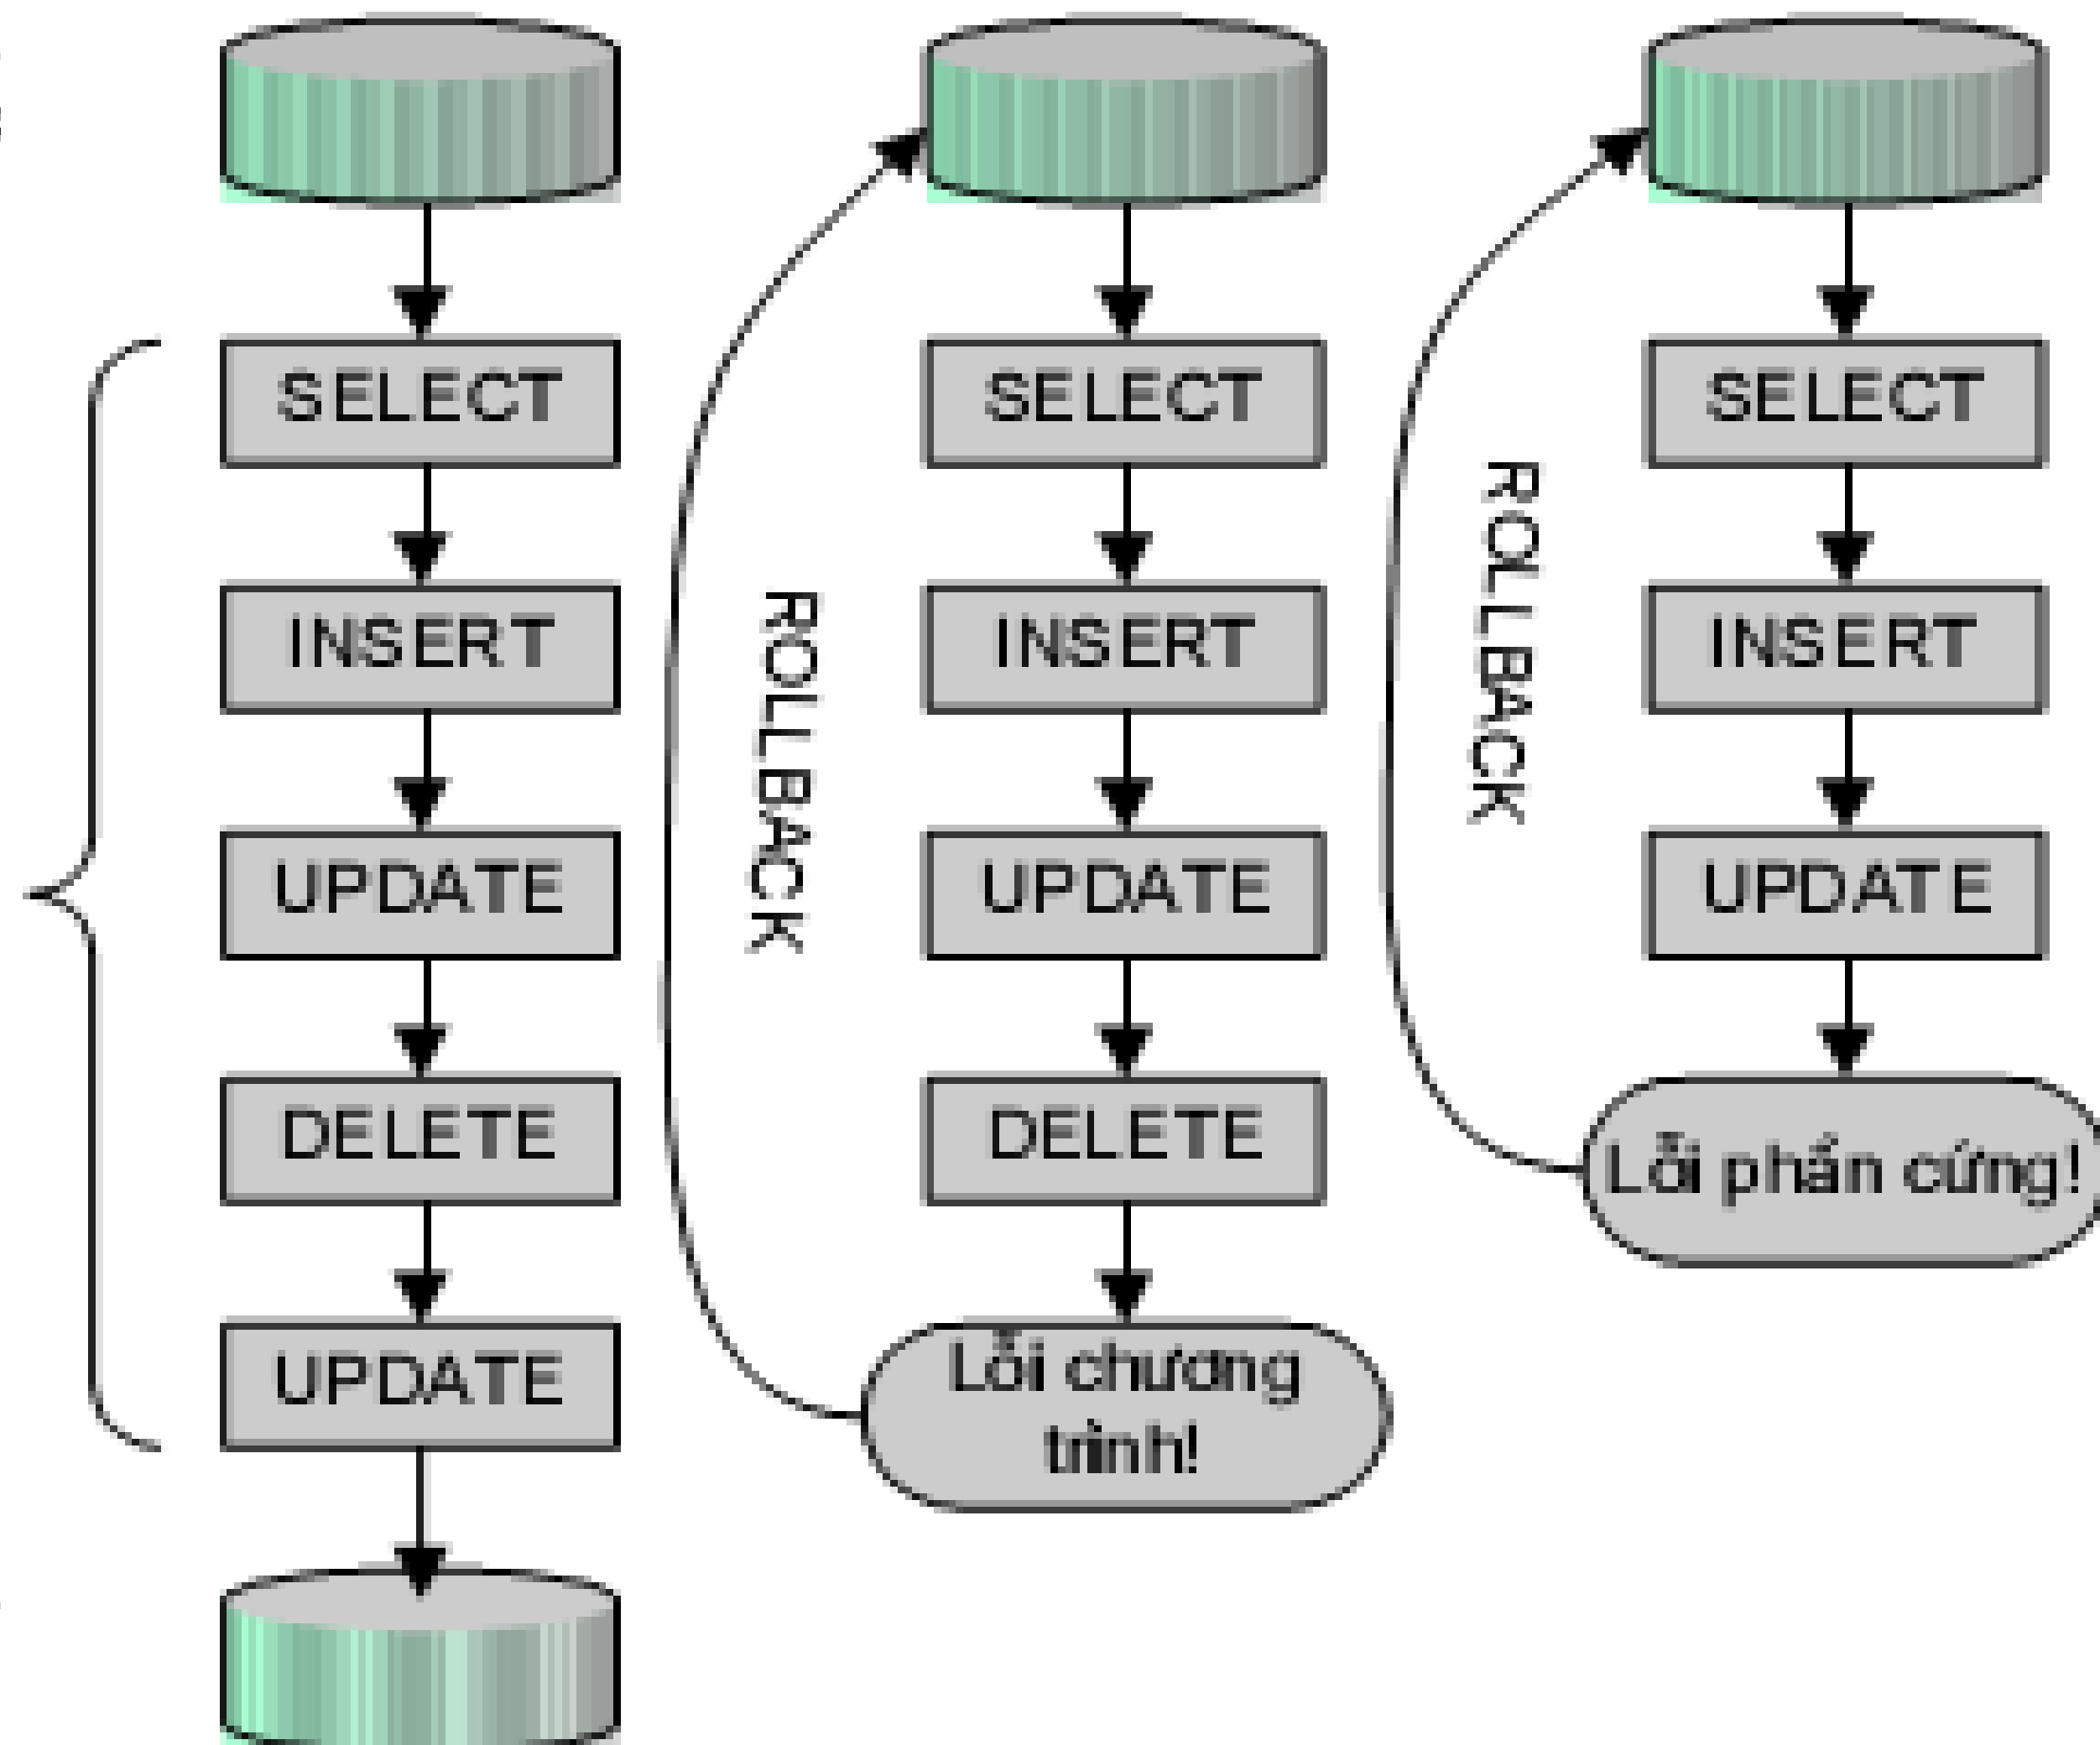 SELECT
INSERT
UPDATE
DELETE
UPDATE
ROLLBACK
SELECT
INSERT
UPDATE
DELETE
Lỗi chương
trình!
ROLLBACK
SELECT
INSERT
UPDATE
Lỗi phần cứng!